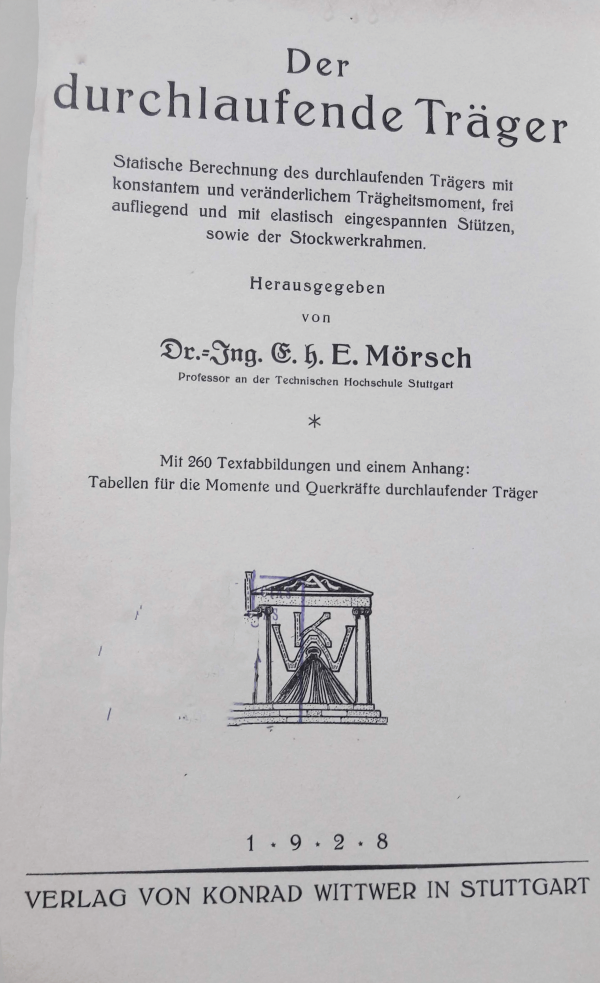 Der
durchlaufende Träger
Statische Berechnung des durchlaufenden Trägers mit
konstantem und veränderlichem Trägheitsmoment, frei
aufliegend und mit elastisch eingespannten Stützen,
sowie der Stockwerkrahmen.
Herausgegeben
von
Dr.=Ing. E. h. E. Mörsch
Professor an der Technischen Hochschule Stuttgart
*
Mit 260 Textabbildungen und einem Anhang:
Tabellen für die Momente und Querkräfte durchlaufender Träger
KW
1 · 9 · 2 · 8
VERLAG VON KONRAD WITTWER IN STUTTGART